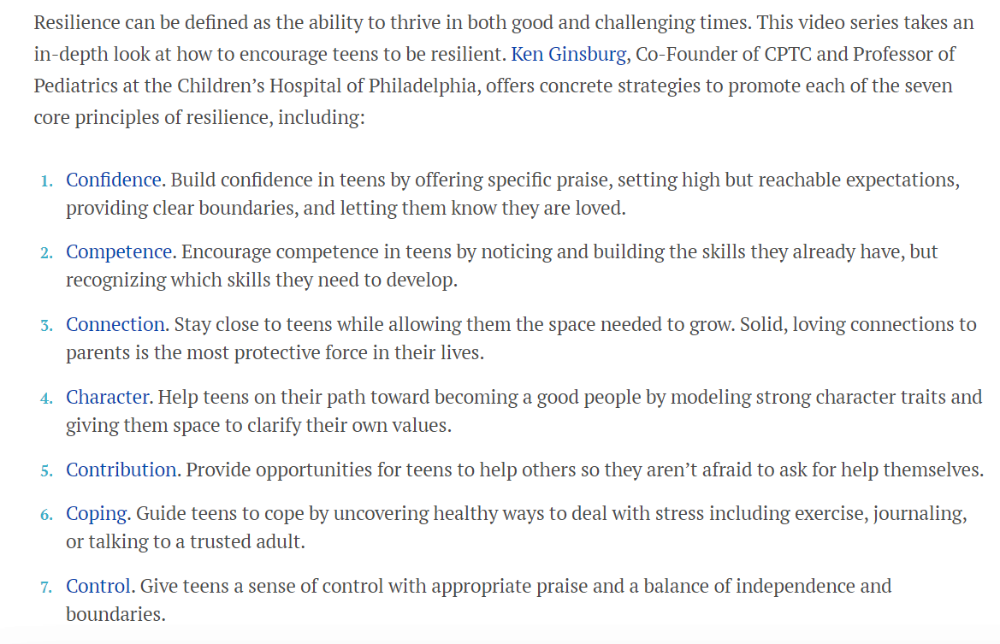 Resilience can be defined as the ability to thrive in both good and challenging times. This video series takes an
in-depth look at how to encourage teens to be resilient. Ken Ginsburg, Co-Founder of CPTC and Professor of
Pediatrics at the Children’s Hospital of Philadelphia, offers concrete strategies to promote each of the seven
core principles of resilience, including:
1. Confidence. Build confidence in teens by offering specific praise, setting high but reachable expectations,
providing clear boundaries, and letting them know they are loved.
2. Competence. Encourage competence in teens by noticing and building the skills they already have, but
recognizing which skills they need to develop.
3. Connection. Stay close to teens while allowing them the space needed to grow. Solid, loving connections to
parents is the most protective force in their lives.
4. Character. Help teens on their path toward becoming a good people by modeling strong character traits and
giving them space to clarify their own values.
5. Contribution. Provide opportunities for teens to help others so they aren’t afraid to ask for help themselves.
6. Coping. Guide teens to cope by uncovering healthy ways to deal with stress including exercise, journaling,
or talking to a trusted adult.
7. Control. Give teens a sense of control with appropriate praise and a balance of independence and
boundaries.